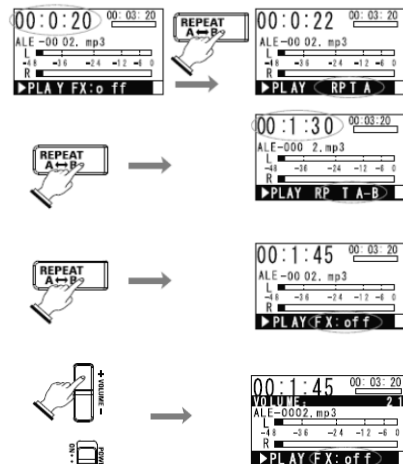 00:0:20 00:03:20
ALE-0002.mp3
L
-48 -36 -24 -12 -6 0
R
▶PLAY FX:off
REPEAT
A↔B
00:0:22 00:03:20
ALE-0002.mp3
L
-48 -36 -24 -12 -6 0
R
▶PLAY RPT A
REPEAT
A↔B
00:1:30 00:03:20
ALE-000 2.mp3
L
-48 -36 -24 -12 -6 0
R
▶PLAY RPT A-B
REPEAT
A↔B
00:1:45 00:03:20
ALE-0002.mp3
L
-48 -36 -24 -12 -6 0
R
▶PLAY FX:off
+ VOLUME -
POWER
ON
00:1:45 00:03:20
VOLUME: 21
ALE-0002.mp3
-48 -36 -24 -12 -6 0
R
▶PLAY FX:off